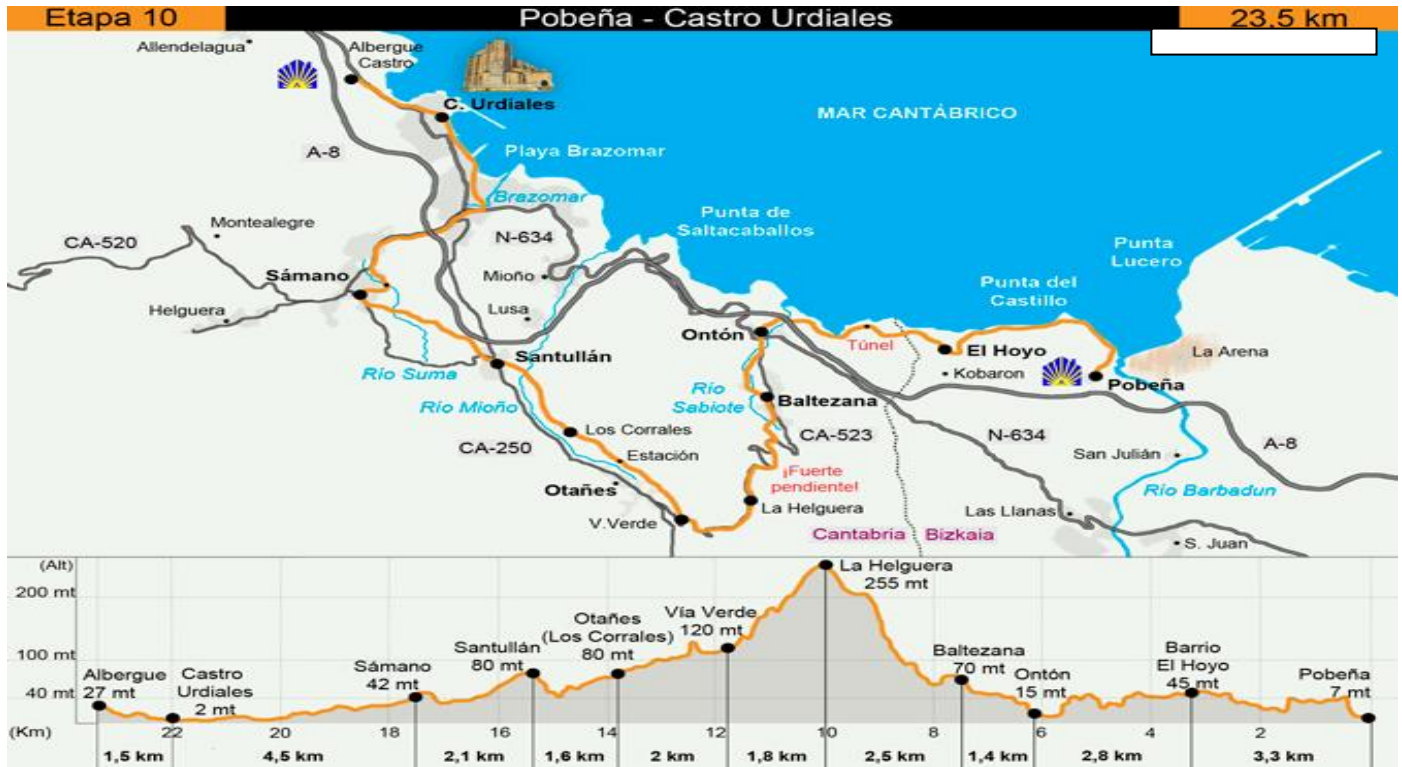 Etapa 10
Pobeña - Castro Urdiales
23,5 km
Allendelagua
Albergue
Castro
C. Urdiales
MAR CANTÁBRICO
A-8
Playa Brazomar
Brazomar
Montealegre
CA-520
N-634
Punta de
Saltacaballos
Punta
Lucero
Sámano
Mioño
Helguera
Lusa
Punta del
Castillo
Ontón
Túnel
El Hoyo
La Arena
Santullán
Kobaron
Pobeña
Río Suma
Río
Sabiote
Baltezana
Río Mioño
Los Corrales
CA-523
N-634
A-8
CA-250
Estación
San Julián
¡Fuerte
pendiente!
Otañes
Río Barbadun
La Helguera
Las Llanas
V.Verde
Cantabria
Bizkaia
S. Juan
(Alt)
200 mt
100 mt
40 mt
(Km)
La Helguera
255 mt
Vía Verde
120 mt
Otañes
(Los Corrales)
80 mt
Santullán
80 mt
Sámano
42 mt
Albergue
27 mt
Castro
Urdiales
2 mt
Baltezana
70 mt
Ontón
15 mt
Barrio
El Hoyo
45 mt
Pobeña
7 mt
22 20 18 16 14 12 10 8 6 4 2
1,5 km 4,5 km 2,1 km 1,6 km 2 km 1,8 km 2,5 km 1,4 km 2,8 km 3,3 km